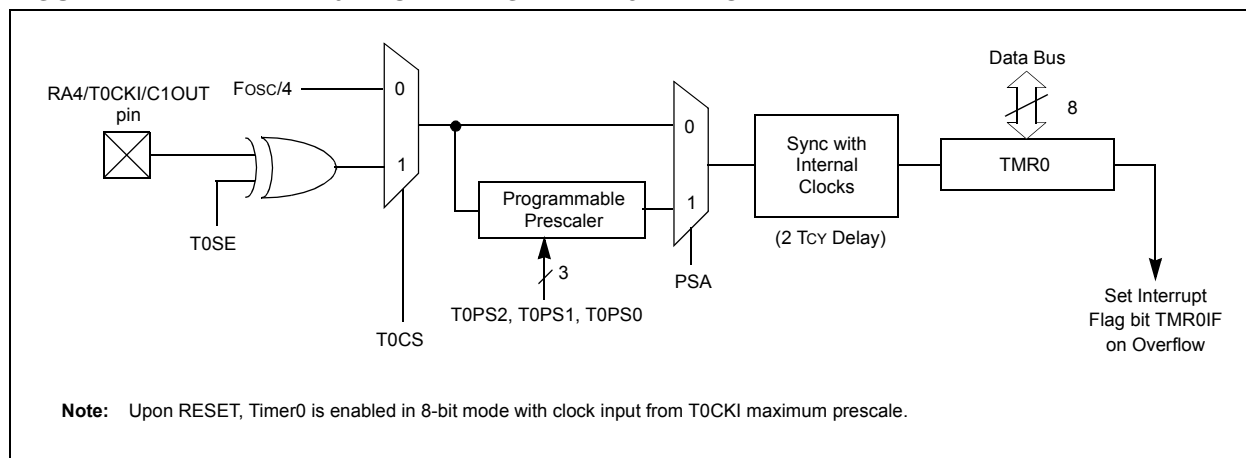 RA4/T0CKI/C1OUT
pin
FOSC/4
0
1
T0SE
T0CS
Programmable
Prescaler
3
T0PS2, T0PS1, T0PS0
0
1
PSA
Sync with
Internal
Clocks
(2 TCY Delay)
Data Bus
8
TMR0
Set Interrupt
Flag bit TMR0IF
on Overflow
Note: Upon RESET, Timer0 is enabled in 8-bit mode with clock input from T0CKI maximum prescale.